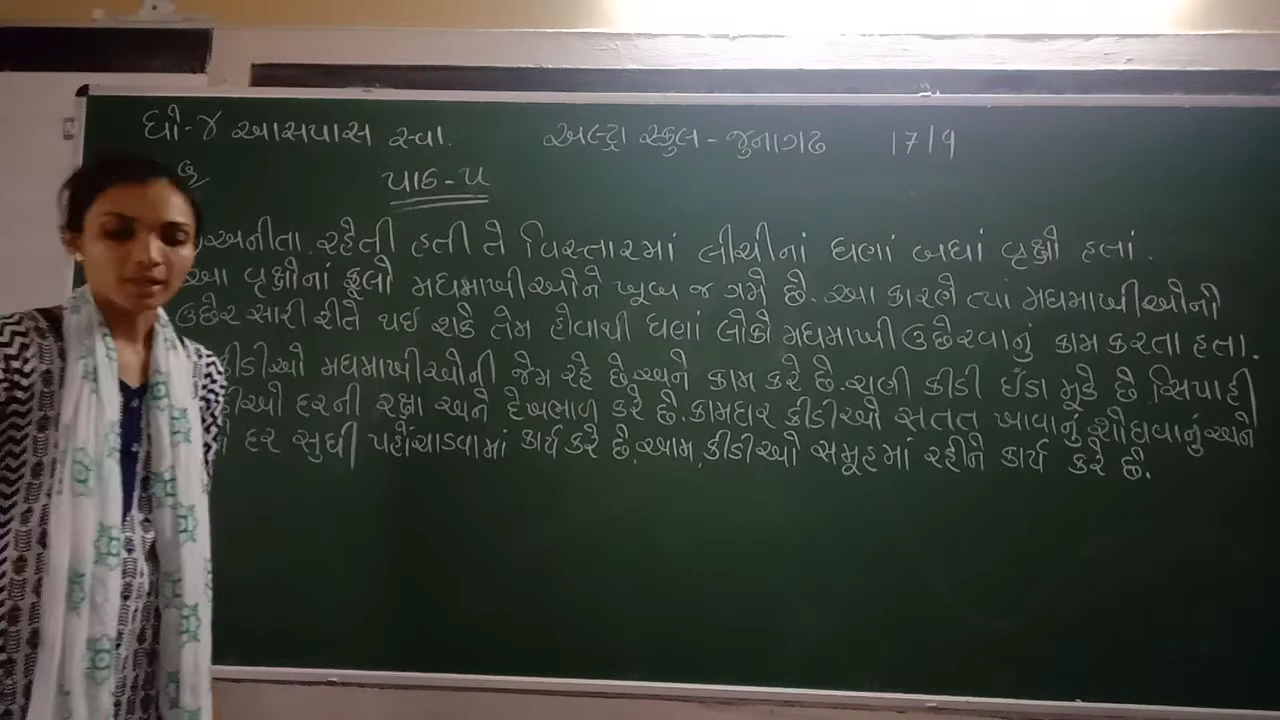 ધો-૪ આસપાસ સ્વા. અલ્ટ્રા સ્કુલ - જુનાગઢ 17/9
પાઠ-૫
અનીતા રહેતી હતી તે વિસ્તારમાં લીચીનાં ઘણાં બધાં વૃક્ષો હતાં.
આ વૃક્ષોનાં ફૂલો મધમાખીઓને ખૂબ જ ગમે છે. આ કારણે ત્યાં મધમાખીઓની
ઉછેર સારી રીતે થઈ શકે તેમ હોવાથી ઘણાં લોકો મધમાખી ઉછેરવાનું કામ કરતા હતા.
કીડીઓ મધમાખીઓની જેમ રહે છે.અને કામ કરે છે. રાણી કીડી ઈંડા મૂકે છે. સિપાહી
દરની રક્ષા અને દેખભાળ કરે છે. કામદાર કીડીઓ સતત ખાવાનું શોધવાનું અને
દર સુધી પહોંચાડવામાં કાર્ય કરે છે. આમ, કીડીઓ સમૂહમાં રહીને કાર્ય કરે છે.